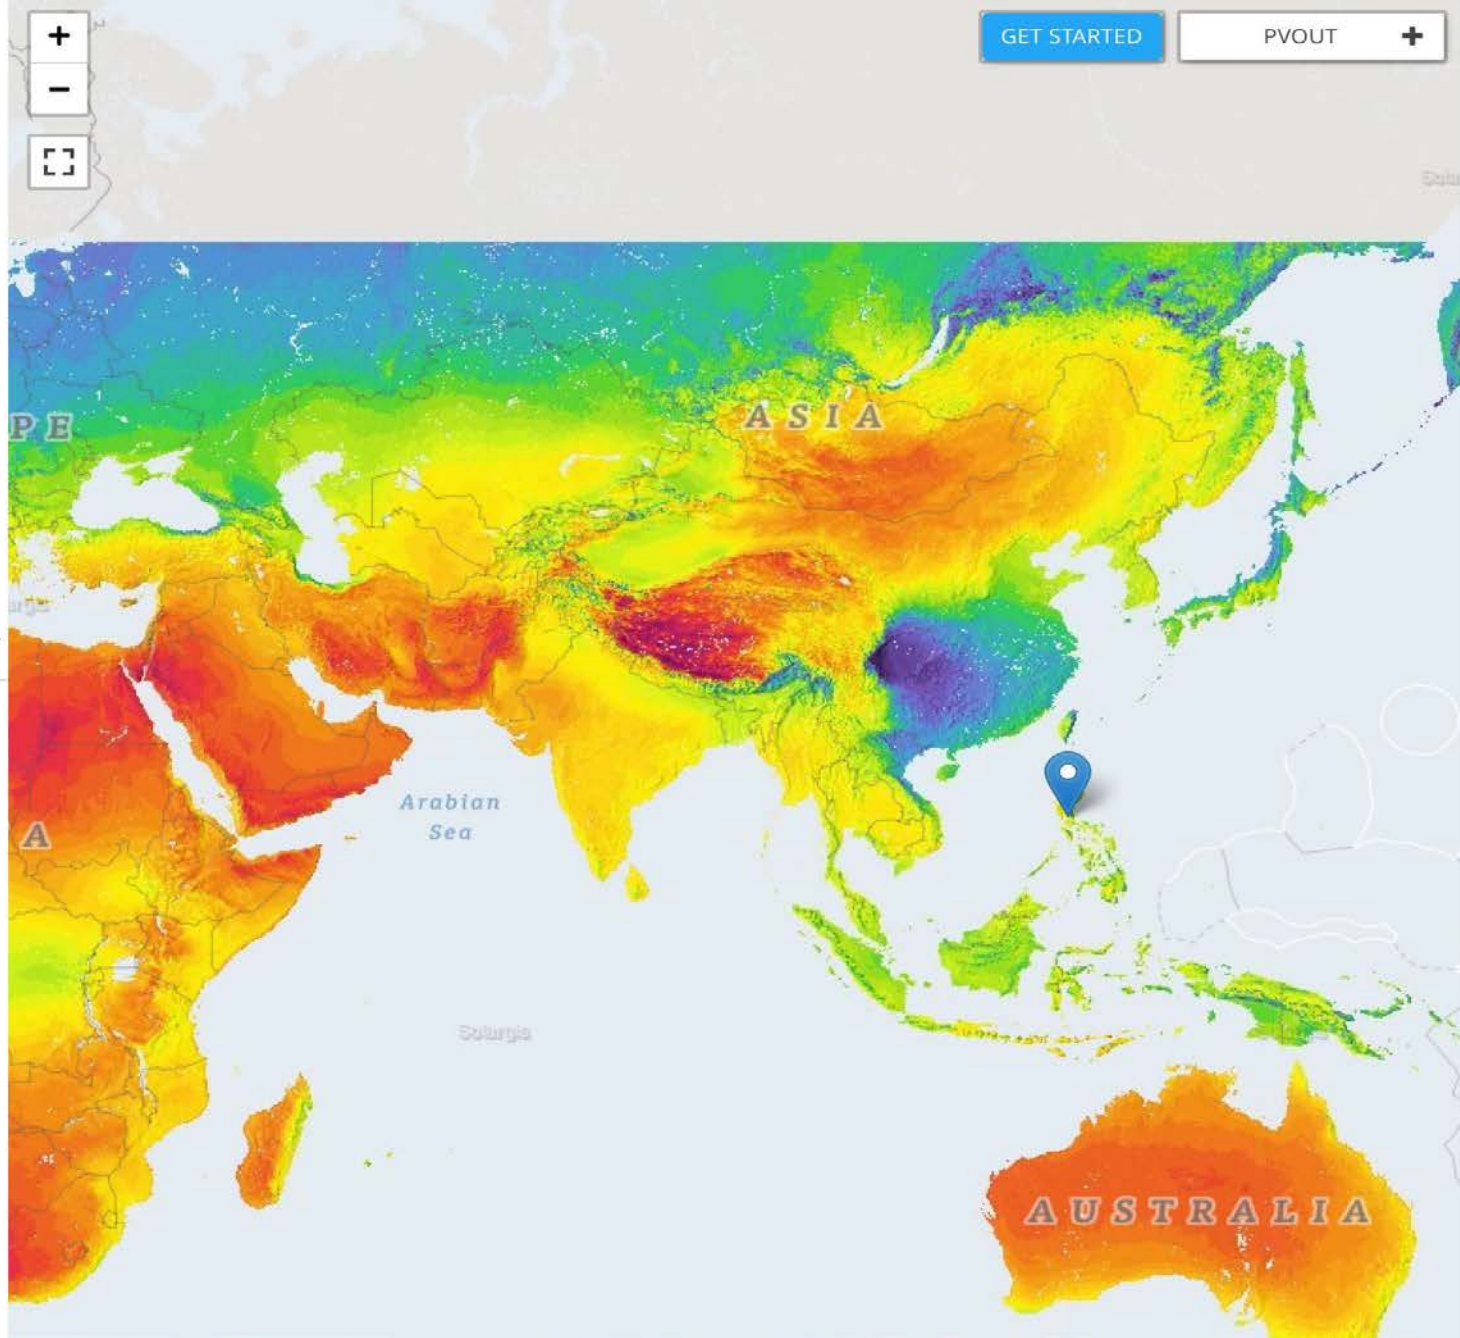 +
GET STARTED
PVOUT +
−
ASIA
PE
Arabian
Sea
A
Solargis
AUSTRALIA